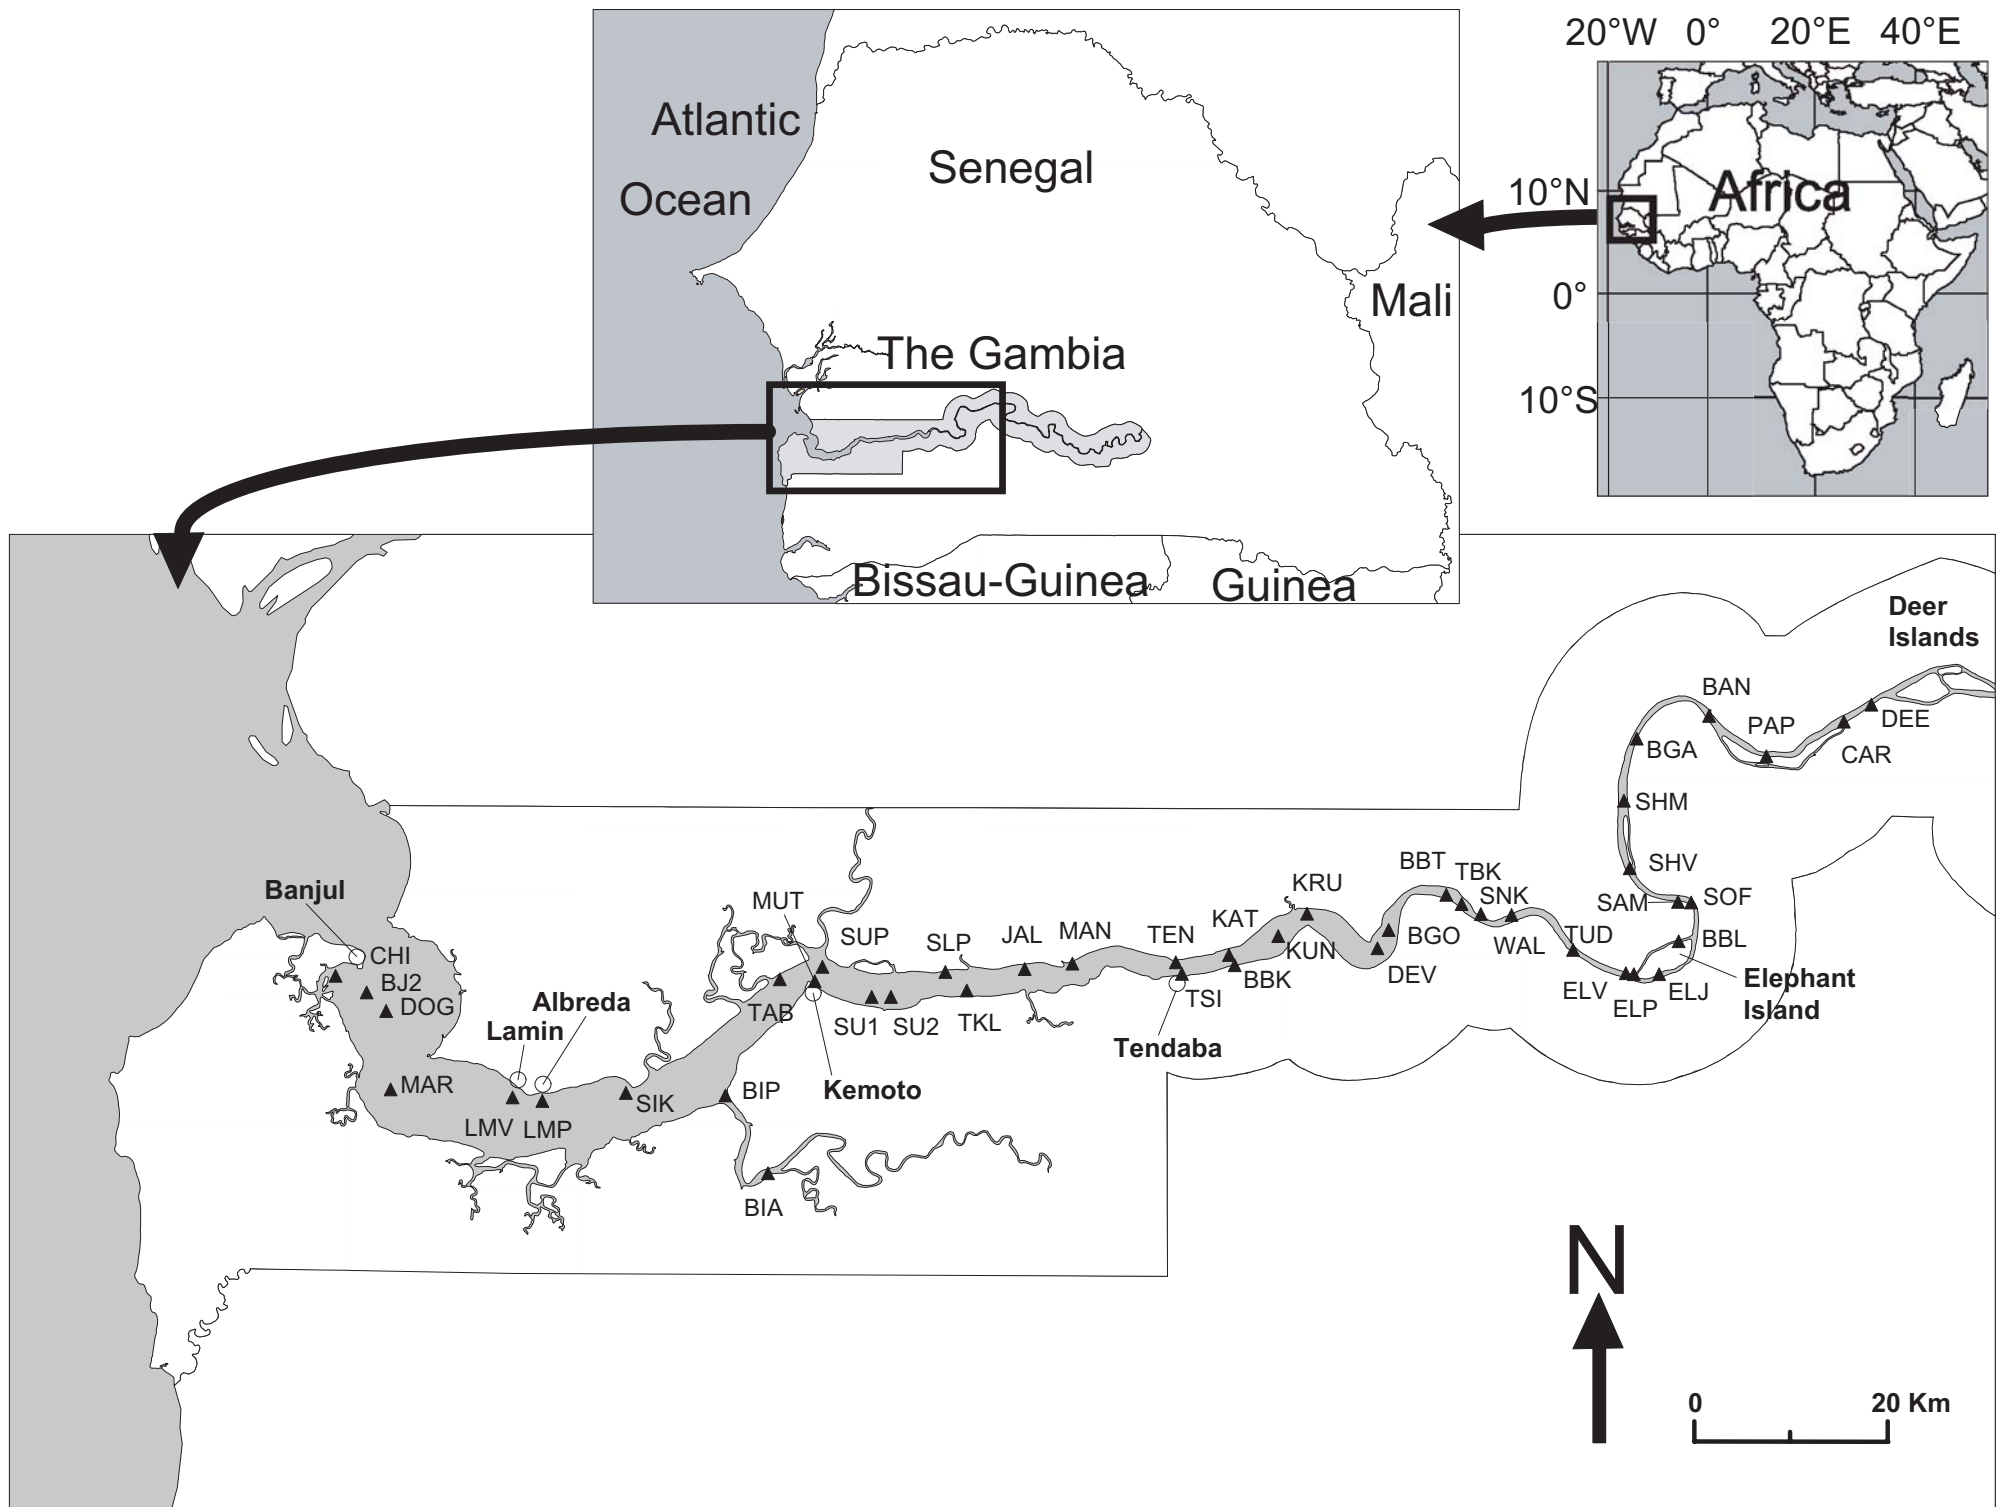 20°W 0° 20°E 40°E
Atlantic
Ocean
Senegal
10°N
Africa
0°
Mali
The Gambia
10°S
Bissau-Guinea
Guinea
Deer
Islands
BAN
PAP
DEE
BGA
CAR
SHM
BBT
TBK
SHV
KRU
Banjul
MUT
SNK
SAM
SOF
KAT
SUP
SLP
JAL
MAN
TEN
BGO
WAL
TUD
BBL
CHI
KUN
BJ2
DEV
BBK
Elephant
Island
DOG
Albreda
TAB
TSI
ELV
ELJ
ELP
Lamin
SU1
SU2
TKL
Tendaba
MAR
BIP
Kemoto
SIK
LMV
LMP
BIA
N
0 20 Km